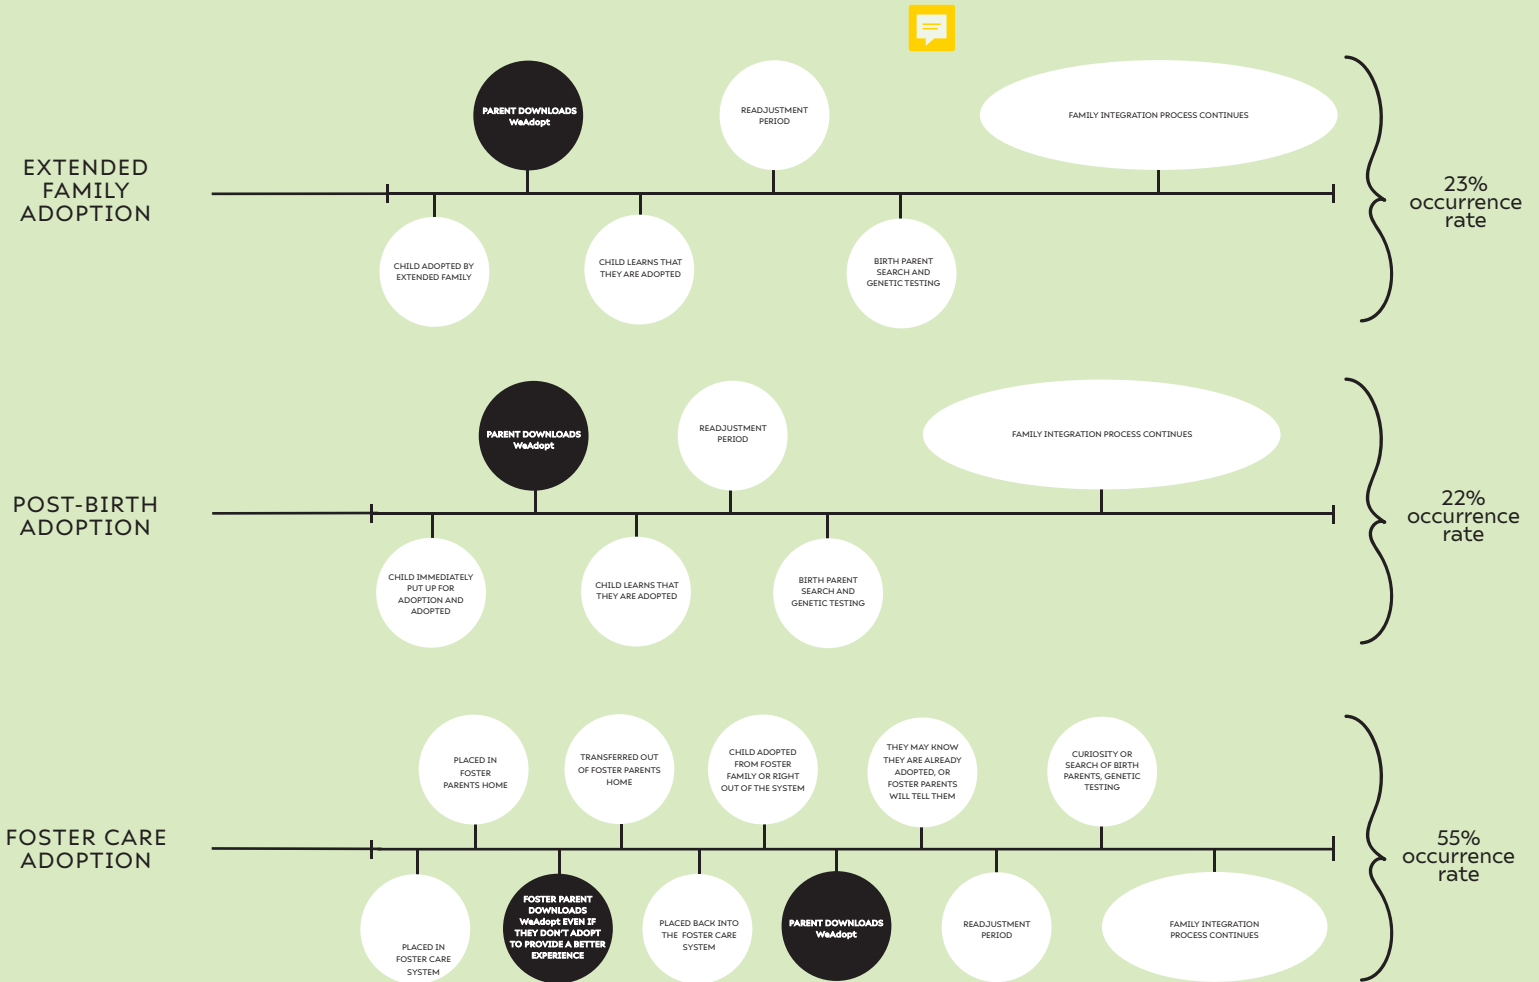 EXTENDED
FAMILY
ADOPTION
PARENT DOWNLOADS
WeAdopt
READJUSTMENT
PERIOD
FAMILY INTEGRATION PROCESS CONTINUES
CHILD ADOPTED BY
EXTENDED FAMILY
CHILD LEARNS THAT
THEY ARE ADOPTED
BIRTH PARENT
SEARCH AND
GENETIC TESTING
23%
occurrence
rate
POST-BIRTH
ADOPTION
PARENT DOWNLOADS
WeAdopt
READJUSTMENT
PERIOD
FAMILY INTEGRATION PROCESS CONTINUES
CHILD IMMEDIATELY
PUT UP FOR
ADOPTION AND
ADOPTED
CHILD LEARNS THAT
THEY ARE ADOPTED
BIRTH PARENT
SEARCH AND
GENETIC TESTING
22%
occurrence
rate
FOSTER CARE
ADOPTION
PLACED IN
FOSTER
PARENTS HOME
TRANSFERRED OUT
OF FOSTER PARENTS
HOME
CHILD ADOPTED
FROM FOSTER
FAMILY OR RIGHT
OUT OF THE SYSTEM
THEY MAY KNOW
THEY ARE ALREADY
ADOPTED, OR
FOSTER PARENTS
WILL TELL THEM
CURIOSITY OR
SEARCH OF BIRTH
PARENTS, GENETIC
TESTING
PLACED IN
FOSTER CARE
SYSTEM
FOSTER PARENT
DOWNLOADS
WeAdopt EVEN IF
THEY DON'T ADOPT
TO PROVIDE A BETTER
EXPERIENCE
PLACED BACK INTO
THE FOSTER CARE
SYSTEM
PARENT DOWNLOADS
WeAdopt
READJUSTMENT
PERIOD
FAMILY INTEGRATION
PROCESS CONTINUES
55%
occurrence
rate